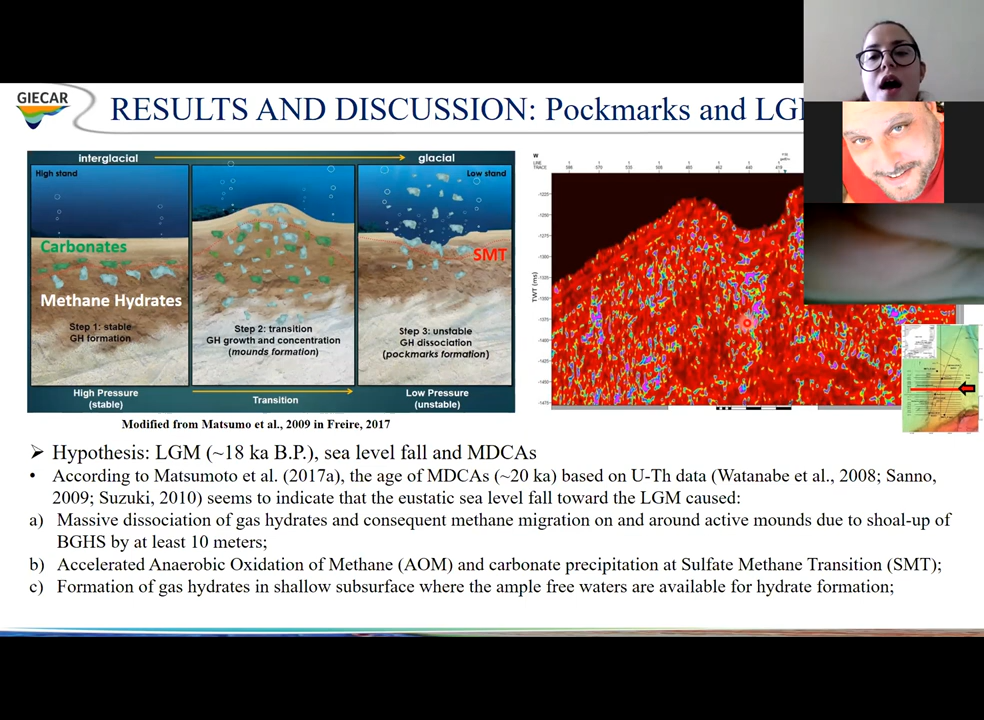 GIECAR
RESULTS AND DISCUSSION: Pockmarks and LG
interglacial
glacial
High stand
Low stand
Carbonates
SMT
Methane Hydrates
Step 1: stable
GH formation
Step 2: transition
GH growth and concentration
(mounds formation)
Step 3: unstable
GH dissociation
(pockmarks formation)
High Pressure
(stable)
Transition
Low Pressure
(unstable)
Modified from Matsumo et al., 2009 in Freire, 2017
W
TWT (ms)
➢ Hypothesis: LGM (~18 ka B.P.), sea level fall and MDCAs
• According to Matsumoto et al. (2017a), the age of MDCAs (~20 ka) based on U-Th data (Watanabe et al., 2008; Sanno,
2009; Suzuki, 2010) seems to indicate that the eustatic sea level fall toward the LGM caused:
a) Massive dissociation of gas hydrates and consequent methane migration on and around active mounds due to shoal-up of
BGHS by at least 10 meters;
b) Accelerated Anaerobic Oxidation of Methane (AOM) and carbonate precipitation at Sulfate Methane Transition (SMT);
c) Formation of gas hydrates in shallow subsurface where the ample free waters are available for hydrate formation;